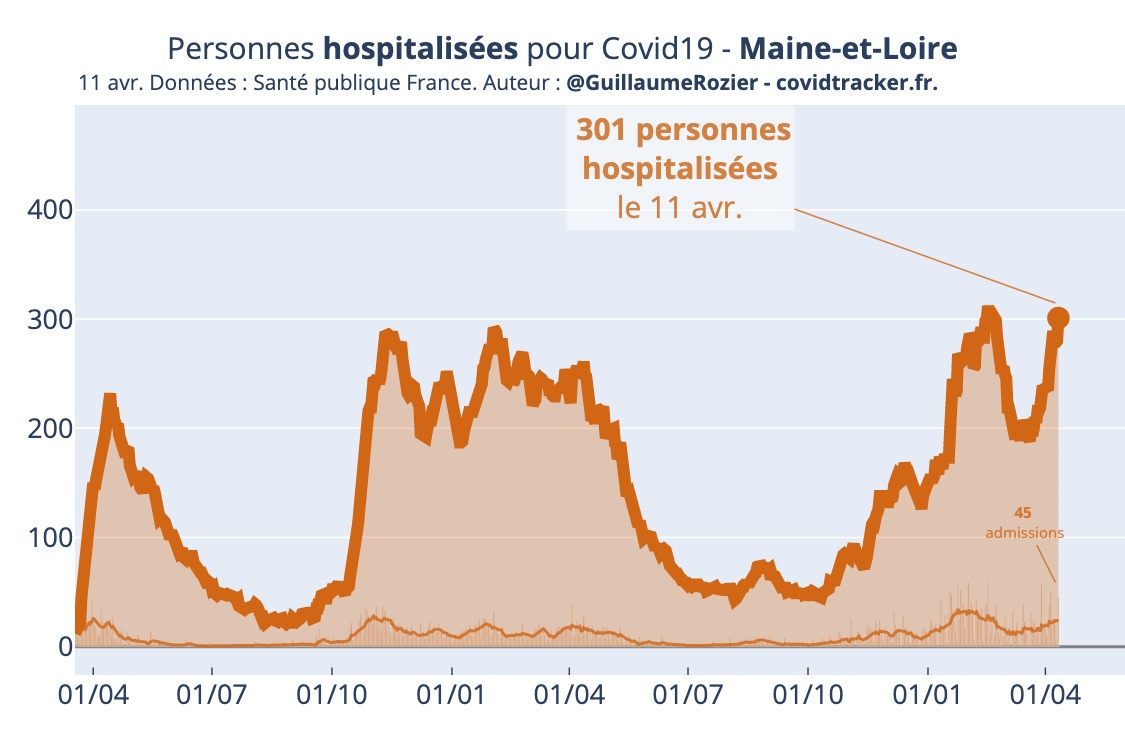 Personnes hospitalisées pour Covid19 - Maine-et-Loire
11 avr. Données : Santé publique France. Auteur : @GuillaumeRozier - covidtracker.fr.
301 personnes
hospitalisées
le 11 avr.
400
300
200
100
0
45
admissions
01/04 01/07 01/10 01/01 01/04 01/07 01/10 01/01 01/04